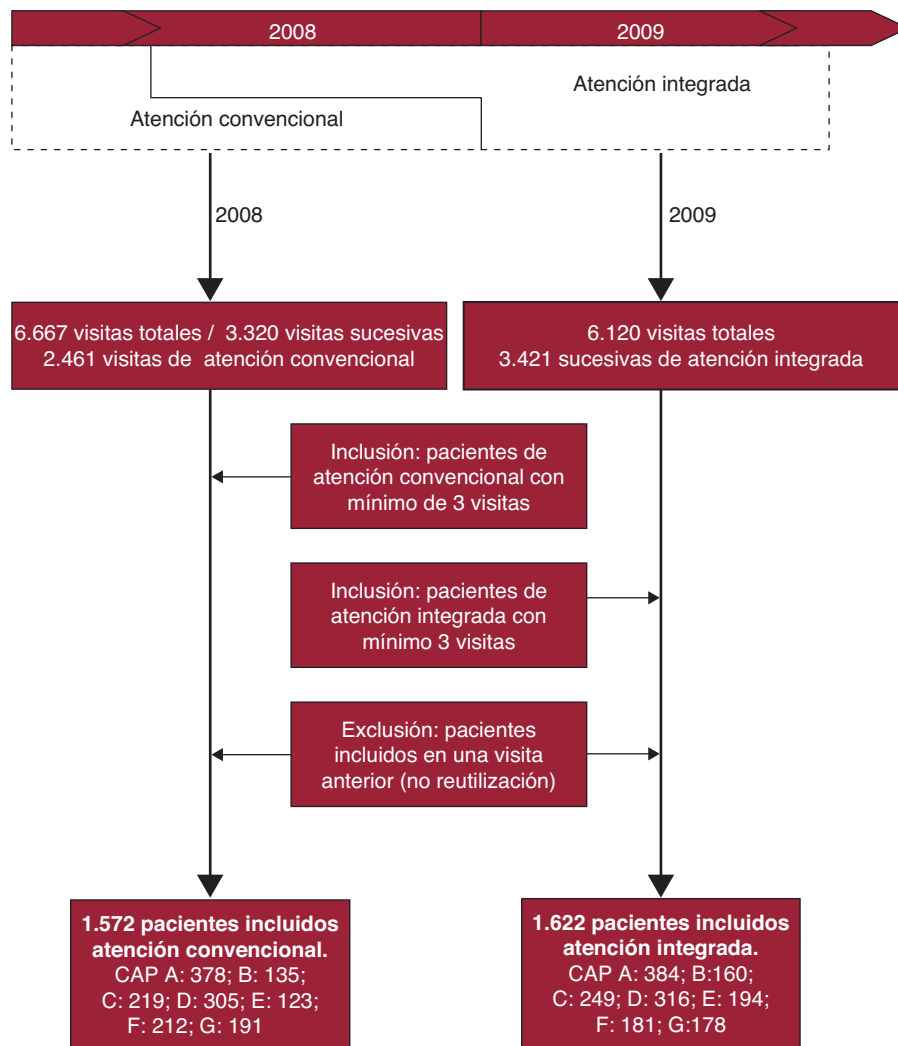 2008
2009
Atención integrada
Atención convencional
2008
2009
6.667 visitas totales / 3.320 visitas sucesivas
2.461 visitas de atención convencional
6.120 visitas totales
3.421 sucesivas de atención integrada
Inclusión: pacientes de
atención convencional con
mínimo de 3 visitas
Inclusión: pacientes de
atención integrada con
mínimo 3 visitas
Exclusión: pacientes
incluidos en una visita
anterior (no reutilización)
1.572 pacientes incluidos
atención convencional.
CAP A: 378; B: 135;
C: 219; D: 305; E: 123;
F: 212; G: 191
1.622 pacientes incluidos
atención integrada.
CAP A: 384; B:160;
C: 249; D: 316; E: 194;
F: 181; G:178